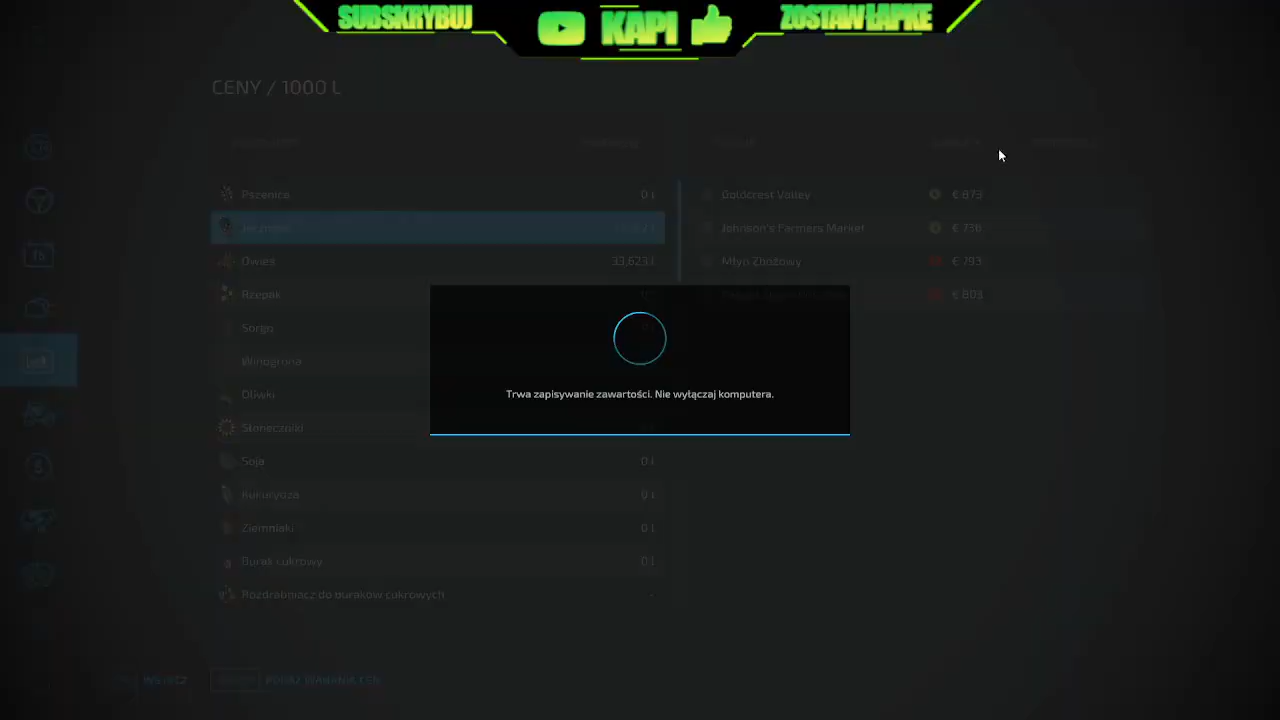 SUBSKRYBUJ
KAPI
ZOSTAW ŁAPKE
CENY / 1000 L
Pszenica 0 l
Goldcrest Valley € 873
Jęczmień
Johnson's Farmers Market € 736
Owies 33,623 l
Młyn Zbożowy € 793
Rzepak
€ 803
Sorgo 0 l
Winogrona
Oliwki
Trwa zapisywanie zawartości. Nie wyłączaj komputera.
Słoneczniki
Soja 0 l
Kukurydza 0 l
Ziemniaki 0 l
Burak cukrowy 0 l
Rozdrabniacz do buraków cukrowych -
WSTECZ
POKAŻ WAHANIA CEN